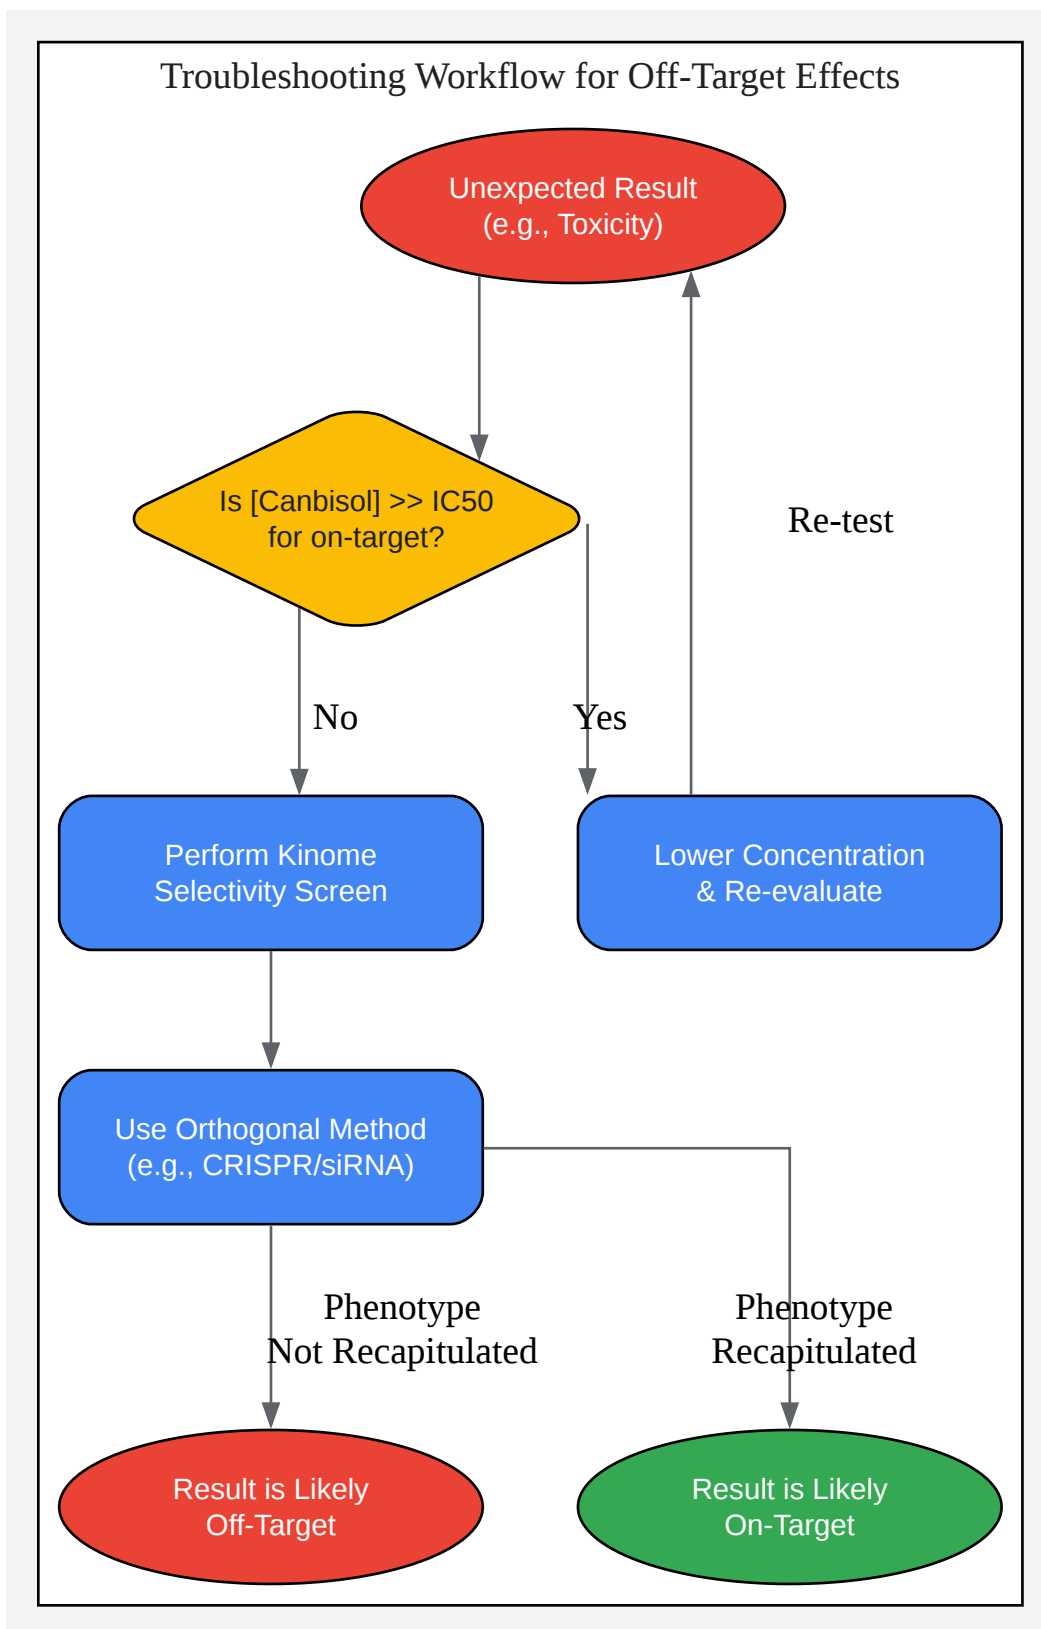 Troubleshooting Workflow for Off-Target Effects
Unexpected Result
(e.g., Toxicity)
Is [Canbisol] >> IC50
for on-target?
Re-test
No
Yes
Perform Kinome
Selectivity Screen
Lower Concentration
& Re-evaluate
Use Orthogonal Method
(e.g., CRISPR/siRNA)
Phenotype
Not Recapitulated
Phenotype
Recapitulated
Result is Likely
Off-Target
Result is Likely
On-Target